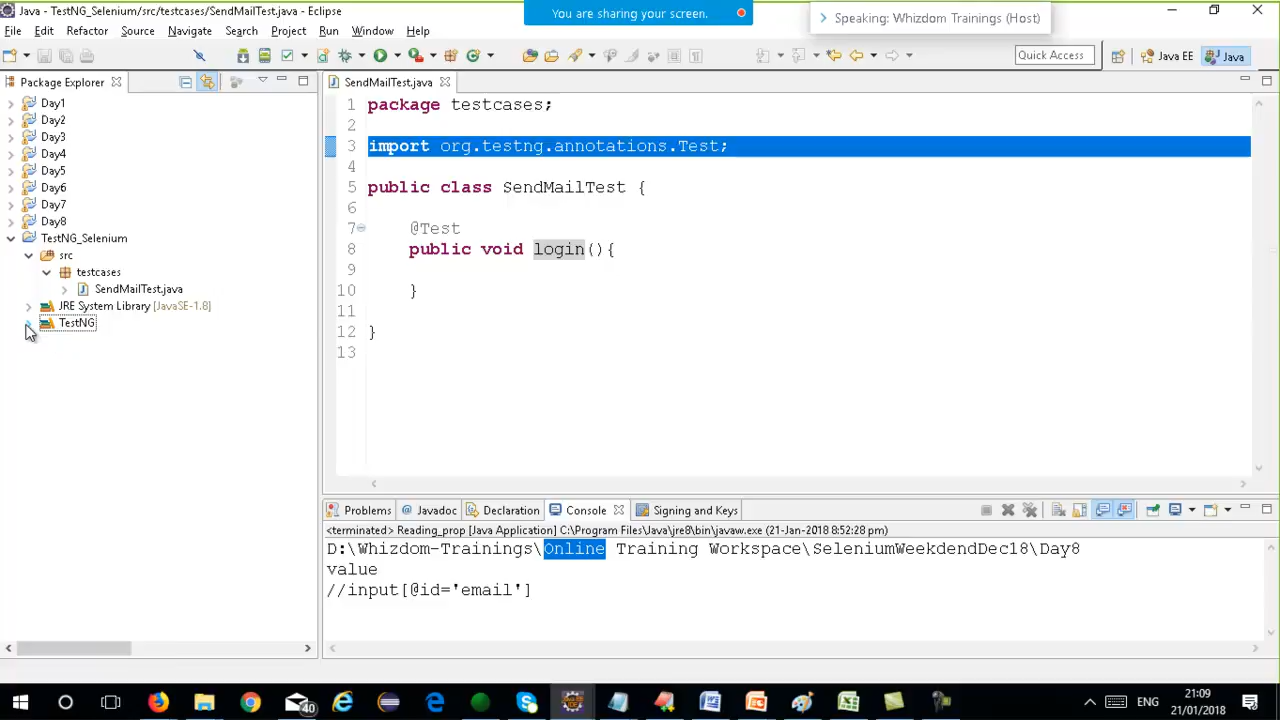 Java - TestNG_Selenium/src/testcases/SendMailTest.java - Eclipse
You are sharing your screen.
Speaking: Whizdom Trainings (Host)
File Edit Refactor Source Navigate Search Project Run Window Help
Quick Access
Java EE
Java
Package Explorer
SendMailTest.java
Day1
Day2
Day3
Day4
Day5
Day6
Day7
Day8
TestNG_Selenium
src
testcases
SendMailTest.java
JRE System Library [JavaSE-1.8]
TestNG
1 package testcases;
2
3 import org.testng.annotations.Test;
4
5 public class SendMailTest {
6
7 @Test
8 public void login(){
9
10 }
11
12 }
13
Problems Javadoc Declaration Console Signing and Keys
<terminated> Reading_prop [Java Application] C:\Program Files\Java\jre8\bin\javaw.exe (21-Jan-2018 8:52:28 pm)
D:\Whizdom-Trainings\Online Training Workspace\SeleniumWeekdendDec18\Day8
value
//input[@id='email']
40
ENG
21:09
21/01/2018